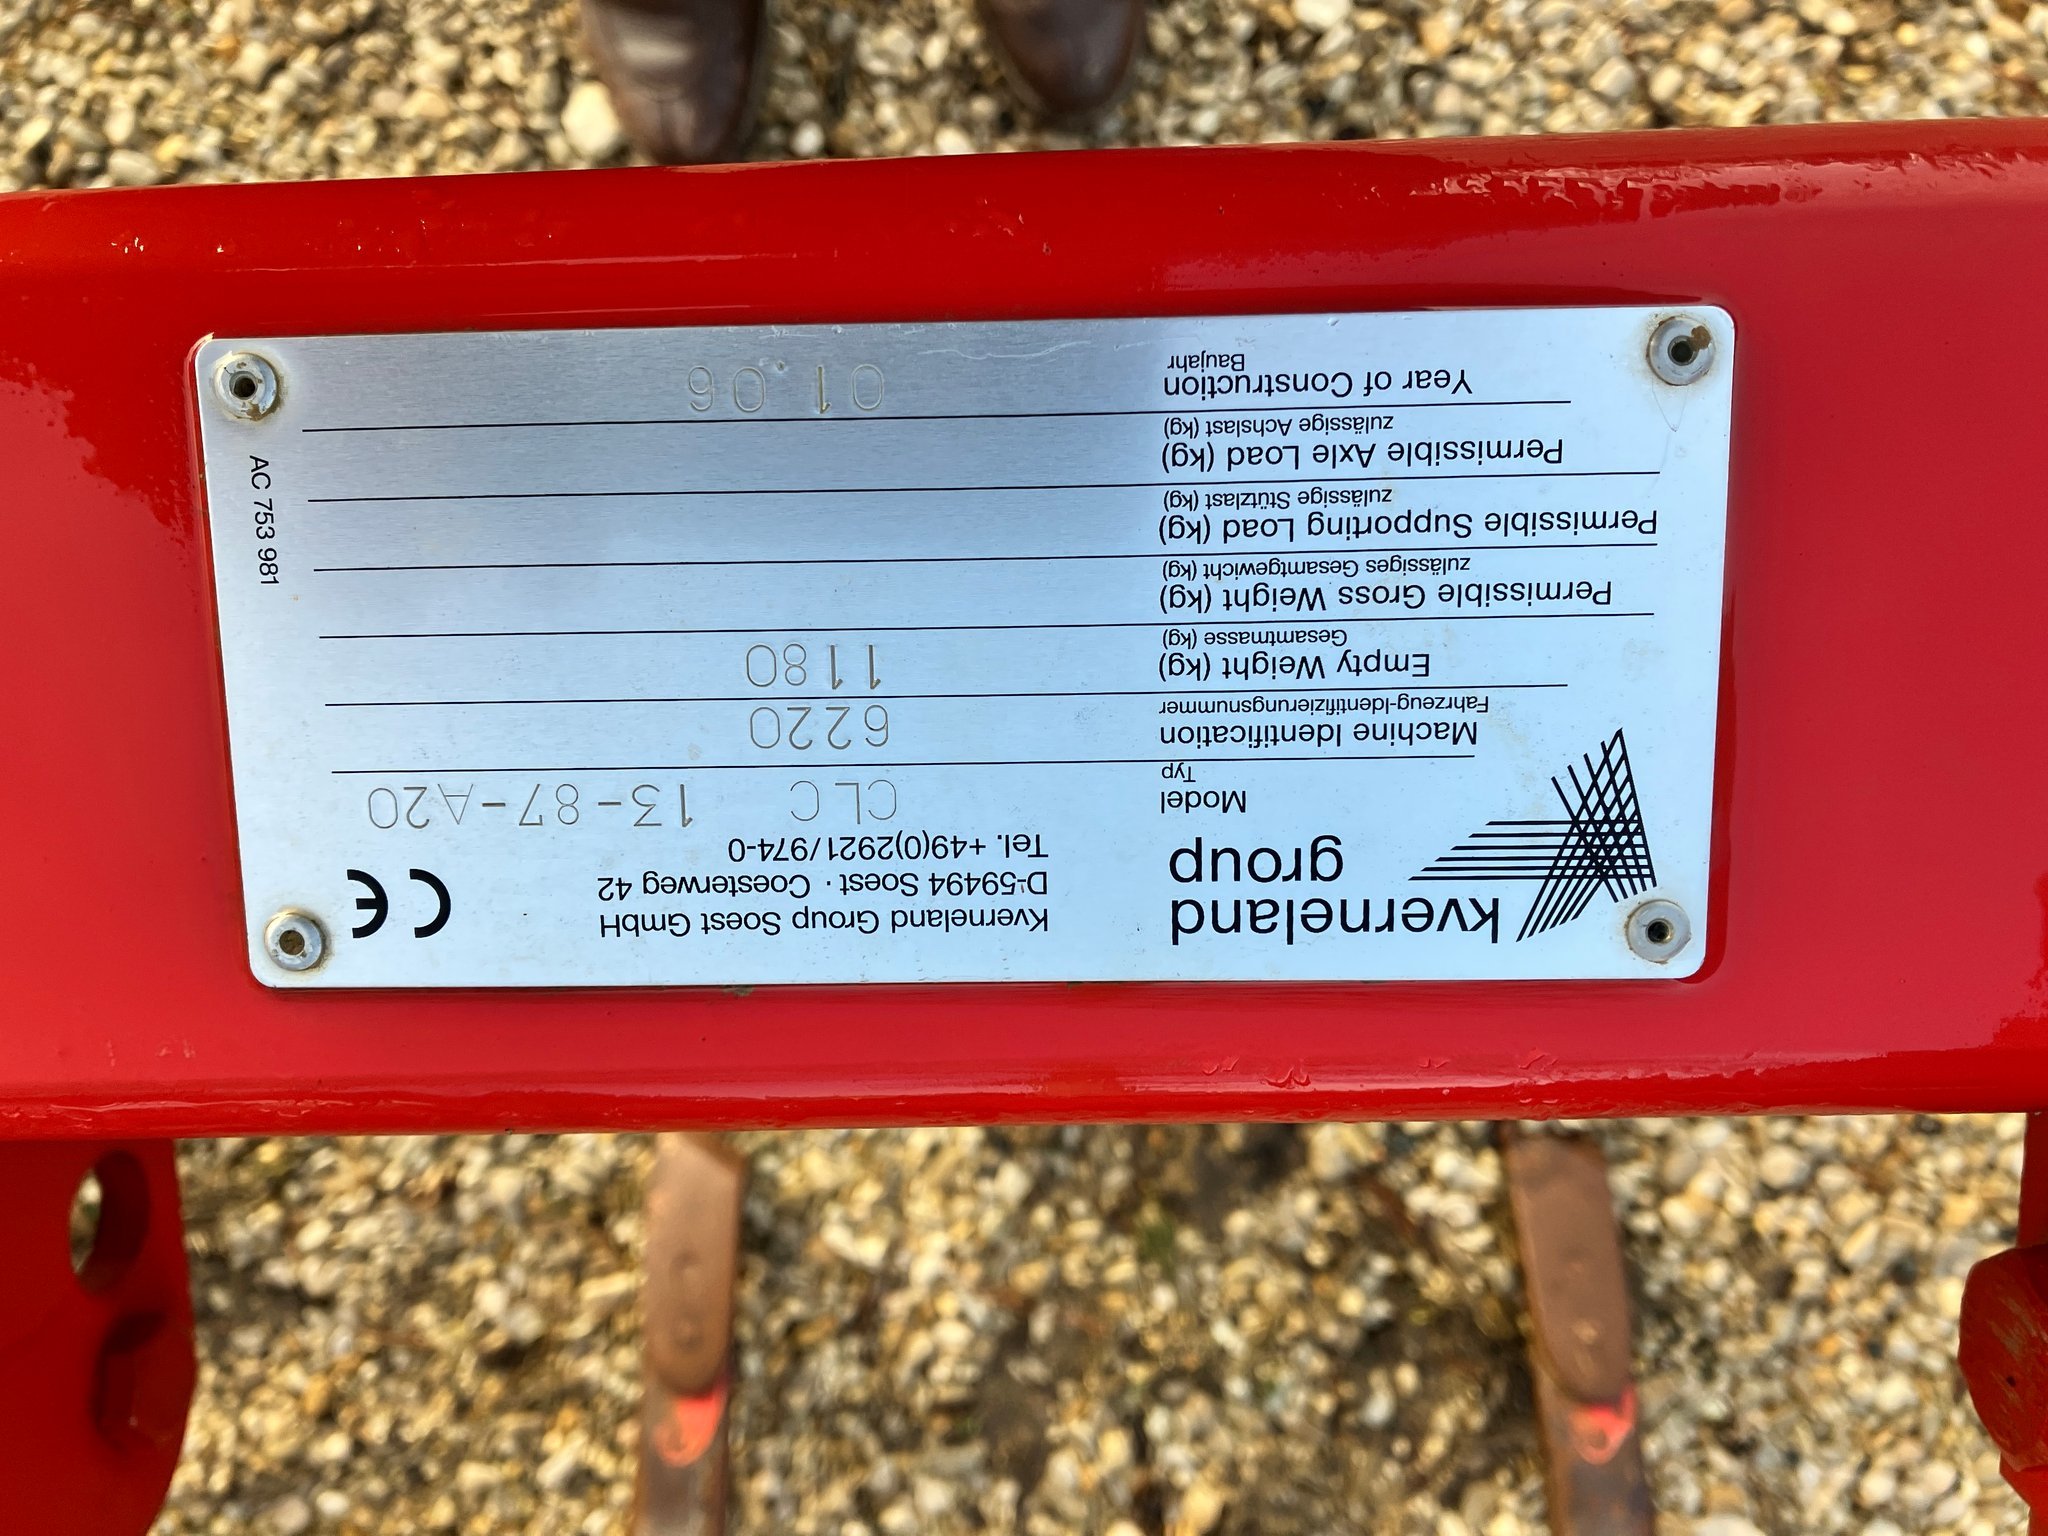 kverneland
group
Kverneland Group Soest GmbH
D-59494 Soest · Coesterweg 42
Tel. +49(0)2921/974-0
CE
Model CLC 13-87-A20
Typ
Machine Identification 6220
Fahrzeug-Identifizierungsnummer
Empty Weight (kg) 1180
Gesamtmasse (kg)
Permissible Gross Weight (kg)
zulässiges Gesamtgewicht (kg)
Permissible Supporting Load (kg)
zulässige Stützlast (kg)
Permissible Axle Load (kg)
zulässige Achslast (kg)
Year of Construction 01.06
Baujahr
AC 753 981